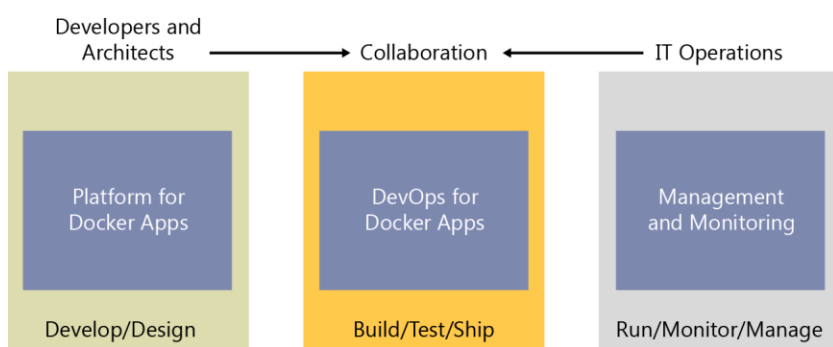 Developers and
Architects
Collaboration
IT Operations
Platform for
Docker Apps
DevOps for
Docker Apps
Management
and Monitoring
Develop/Design
Build/Test/Ship
Run/Monitor/Manage